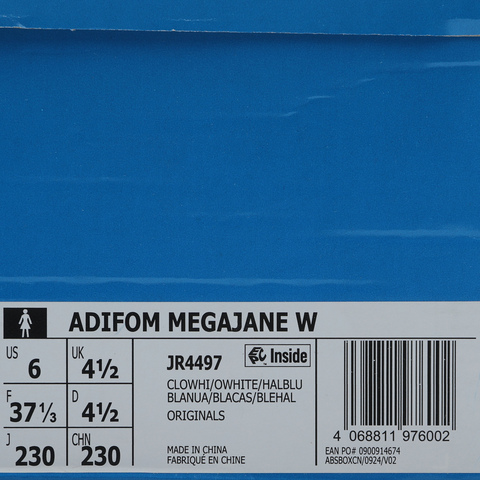 ADIFOM MEGAJANE W
US 6 UK 4½
F 37⅓ D 4½
J 230 CHN 230
JR4497 Inside
CLOWHI/OWHITE/HALBLU
BLANUA/BLACAS/BLEHAL
ORIGINALS
MADE IN CHINA
FABRIQUÉ EN CHINE
4 068811 976002
EAN PO# 0900914674
ABSBOXCN/0924/V02